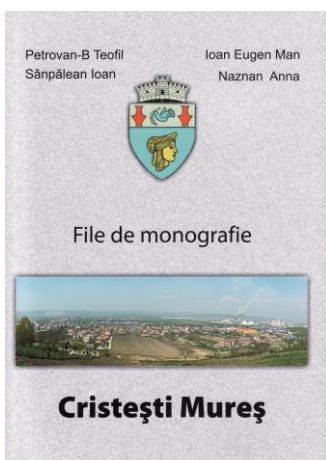 Petrovan-B Teofil
Sânpălean Ioan
Ioan Eugen Man
Naznan Anna
File de monografie
Cristeşti Mureş